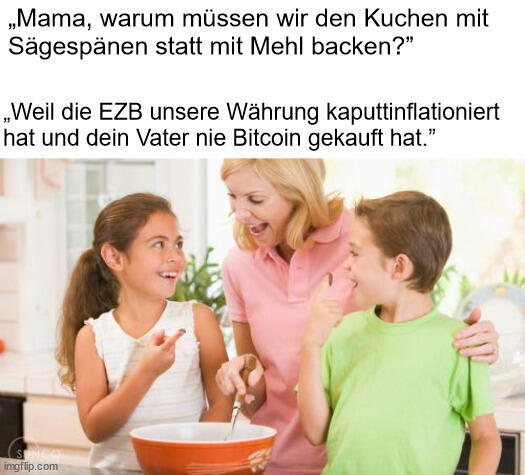 „Mama, warum müssen wir den Kuchen mit
Sägespänen statt mit Mehl backen?”
„Weil die EZB unsere Währung kaputtinflationiert
hat und dein Vater nie Bitcoin gekauft hat.”
imgflip.com